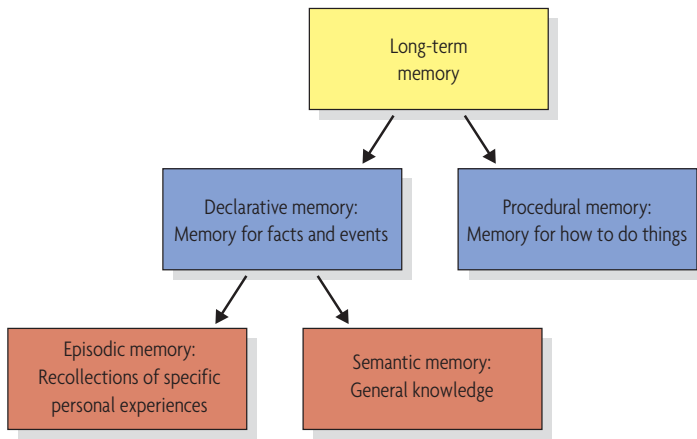 Long-term
memory
Declarative memory:
Memory for facts and events
Procedural memory:
Memory for how to do things
Episodic memory:
Recollections of specific
personal experiences
Semantic memory:
General knowledge